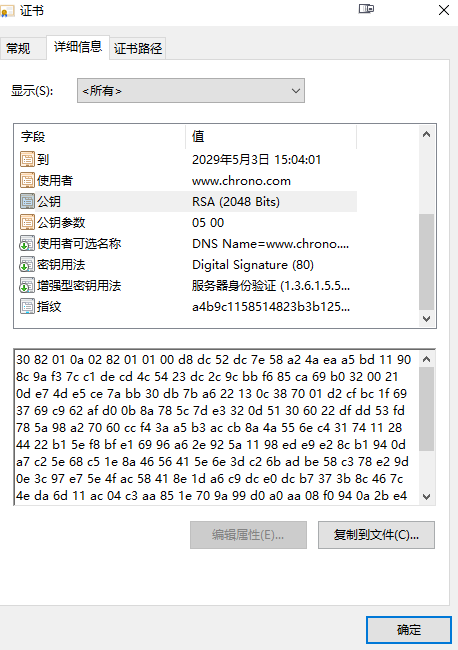 证书
常规 详细信息 证书路径
显示(S): <所有>
字段 值
到 2029年5月3日 15:04:01
使用者 www.chrono.com
公钥 RSA (2048 Bits)
公钥参数 05 00
使用者可选名称 DNS Name=www.chrono....
密钥用法 Digital Signature (80)
增强型密钥用法 服务器身份验证 (1.3.6.1.5.5...
指纹 a4b9c1158514823b3b125...
30 82 01 0a 02 82 01 01 00 d8 dc 52 dc 7e 58 a2 4a ea a5 bd 11 90
8c 9a f3 7c c1 de cd 4c 54 23 dc 2c 9c bb f6 85 ca 69 b0 32 00 21
0d e7 4d e5 ce 7a bb 30 db 7b a6 22 13 0c 38 70 01 d2 cf bc 1f 69
37 69 c9 62 af d0 0b 8a 78 5c 7d e3 32 0d 51 30 60 22 df dd 53 fd
78 5a 98 a2 70 60 cc f4 3a a5 b3 ac cb 8a 4a 55 6e c4 31 74 11 28
44 22 b1 5e f8 bf e1 69 96 a6 2e 92 5a 11 98 ed e9 e2 8c b1 94 0d
a7 c2 5e 68 c5 1e 8a 46 56 41 5e 6e 3d c2 6b ad be 58 c3 78 e2 9d
0e 3c 97 e7 5e 4f ac 58 41 8e 1d a6 c9 dc e0 dc b7 37 3b 8c 46 7c
4e da 6d 11 ac 04 c3 aa 85 1e 70 9a 99 d0 a0 aa 08 f0 94 0a 2b e4
编辑属性(E)... 复制到文件(C)...
确定